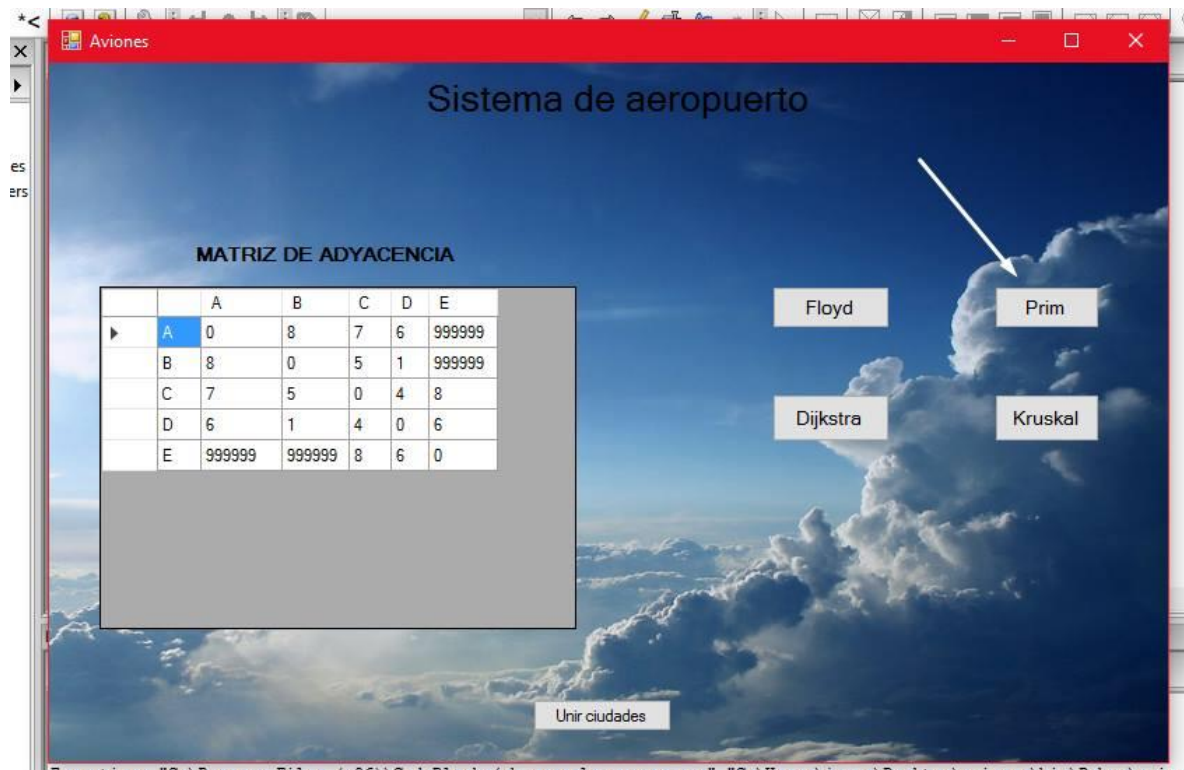 *<
Aviones
es
ers
Sistema de aeropuerto
MATRIZ DE ADYACENCIA
A B C D E
A 0 8 7 6 999999
B 8 0 5 1 999999
C 7 5 0 4 8
D 6 1 4 0 6
E 999999 999999 8 6 0
Floyd Prim
Dijkstra Kruskal
Unir ciudades